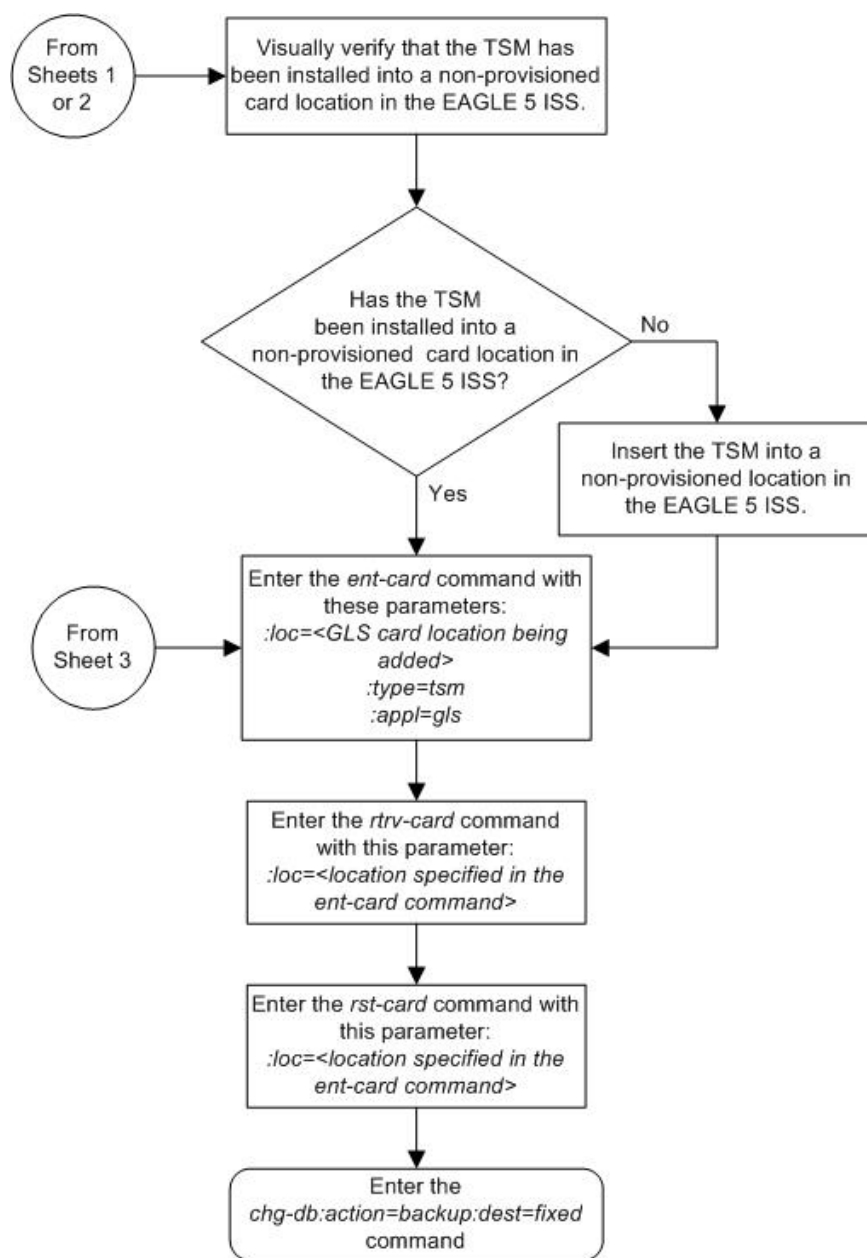 From
Sheets 1
or 2
Visually verify that the TSM has
been installed into a non-provisioned
card location in the EAGLE 5 ISS.
Has the TSM
been installed into a
non-provisioned card location in
the EAGLE 5 ISS?
No
Insert the TSM into a
non-provisioned location in
the EAGLE 5 ISS.
Yes
From
Sheet 3
Enter the ent-card command with
these parameters:
:loc=<GLS card location being
added>
:type=tsm
:appl=gls
Enter the rtrv-card command
with this parameter:
:loc=<location specified in the
ent-card command>
Enter the rst-card command with
this parameter:
:loc=<location specified in the
ent-card command>
Enter the
chg-db:action=backup:dest=fixed
command